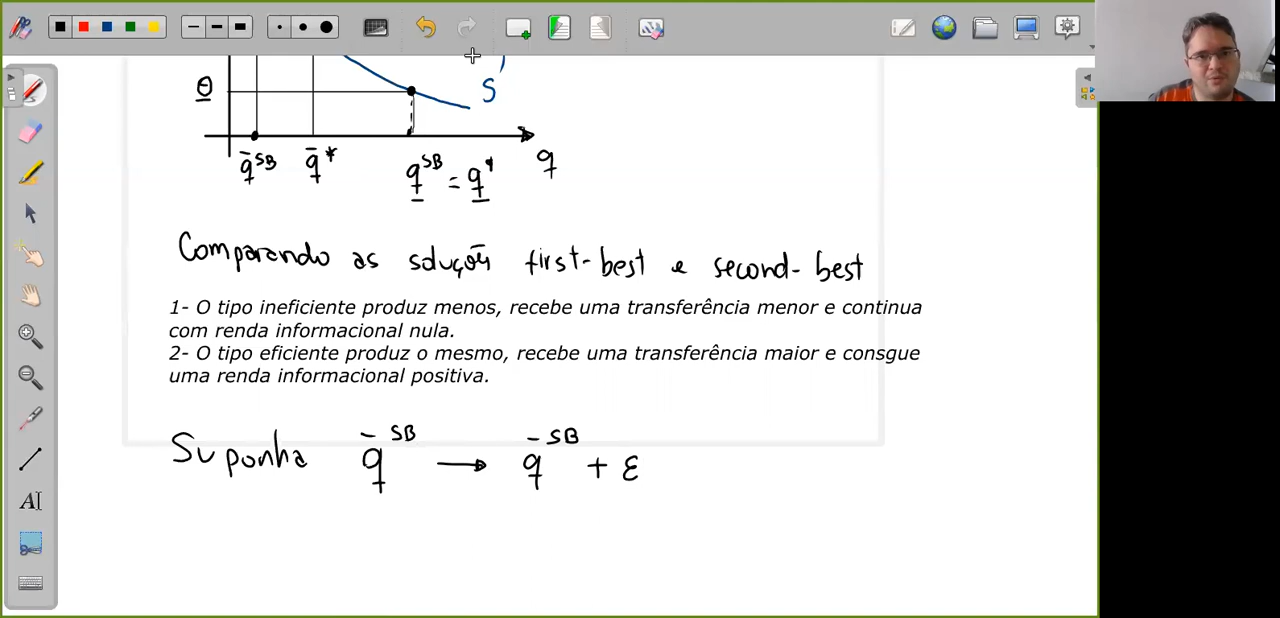 θ
S'
q̄^SB q̄^* q^SB = q^* q
Comparando as soluções first-best e second-best
1- O tipo ineficiente produz menos, recebe uma transferência menor e continua
com renda informacional nula.
2- O tipo eficiente produz o mesmo, recebe uma transferência maior e consgue
uma renda informacional positiva.
Suponha q̄^SB → q̄^SB + ε